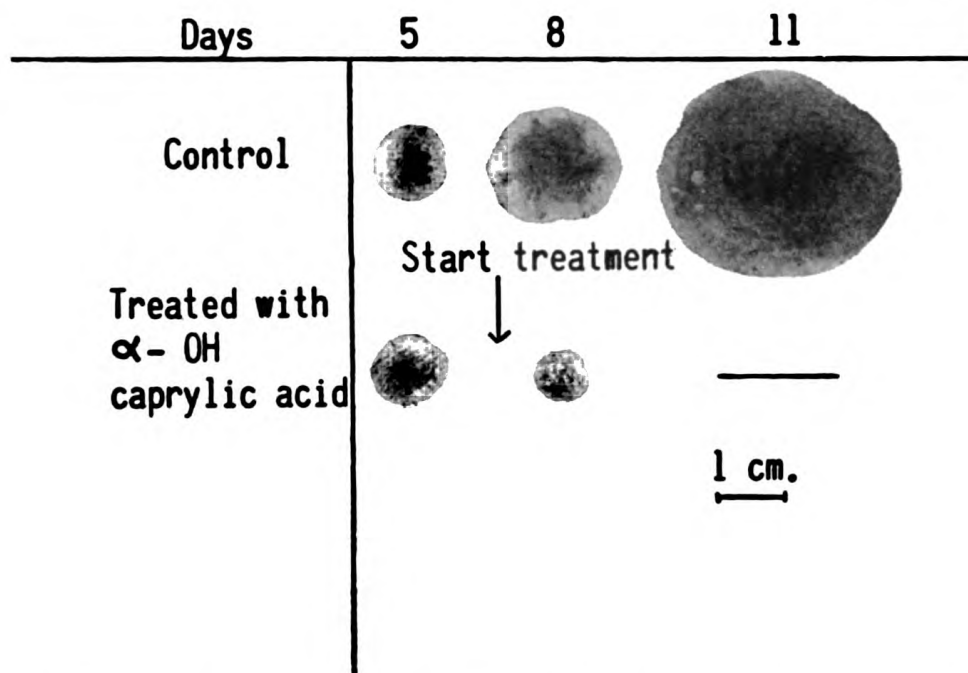 Days 5 8 11
Control
Start treatment
Treated with
α - OH
caprylic acid
1 cm.